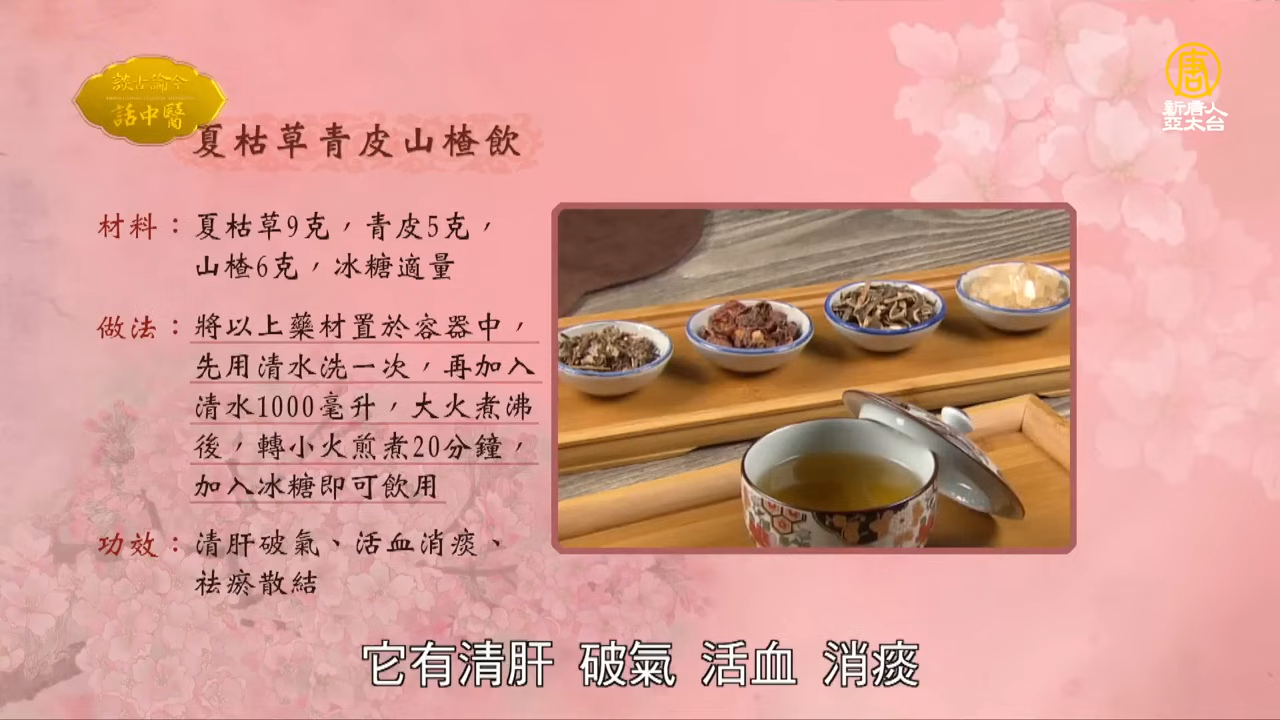 談古論今
話中醫
新唐人
亞太台
夏枯草青皮山楂飲
材料：夏枯草9克，青皮5克，
山楂6克，冰糖適量
做法：將以上藥材置於容器中，
先用清水洗一次，再加入
清水1000毫升，大火煮沸
後，轉小火煎煮20分鐘，
加入冰糖即可飲用
功效：清肝破氣、活血消痰、
祛瘀散結
它有清肝 破氣 活血 消痰